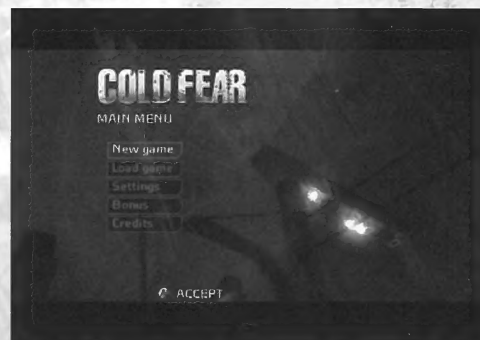 COLD FEAR
MAIN MENU
New game
Load game
Settings
Bonus
Credits
ACCEPT